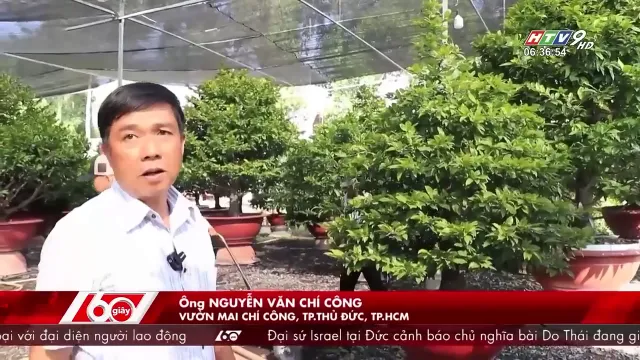 HTV9 HD
06:36:54
Ông NGUYỄN VĂN CHÍ CÔNG
VƯỜN MAI CHÍ CÔNG, TP.THỦ ĐỨC, TP.HCM
60 giây
ại với đại diện người lao động Đại sứ Israel tại Đức cảnh báo chủ nghĩa bài Do Thái đang g